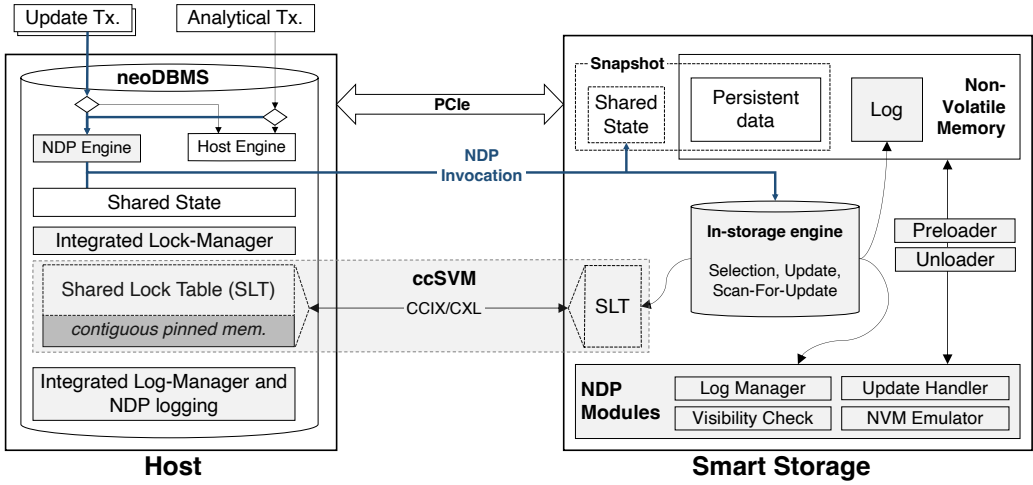 Update Tx.
Analytical Tx.
neoDBMS
NDP Engine
Host Engine
Shared State
Integrated Lock-Manager
Shared Lock Table (SLT)
contiguous pinned mem.
Integrated Log-Manager and
NDP logging
Host
PCIe
NDP
Invocation
ccSVM
CCIX/CXL
SLT
Snapshot
Shared
State
Persistent
data
Log
Non-
Volatile
Memory
In-storage engine
Selection, Update,
Scan-For-Update
Preloader
Unloader
NDP
Modules
Log Manager
Update Handler
Visibility Check
NVM Emulator
Smart Storage